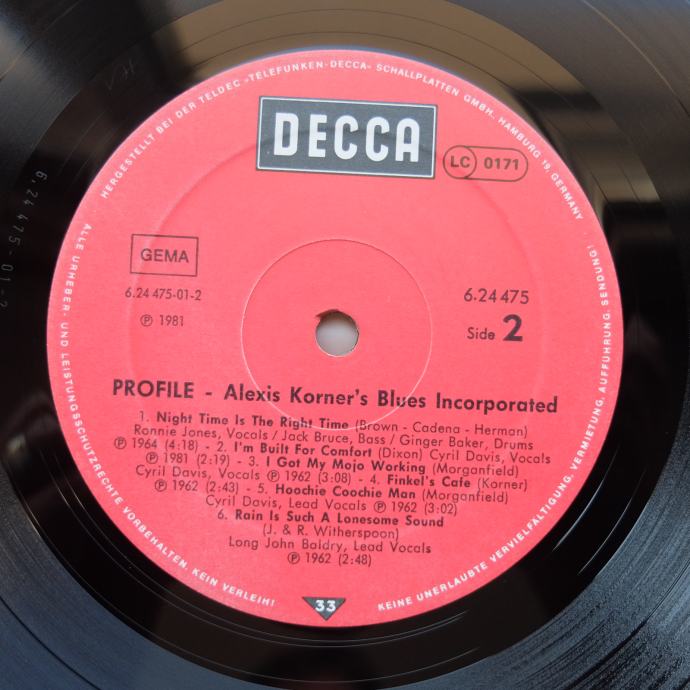 HERGESTELLT BEI DER TELDEC »TELEFUNKEN-DECCA« SCHALLPLATTEN GMBH, HAMBURG 19, GERMANY
DECCA
LC 0171
GEMA
6.24 475-01-2
Ⓟ 1981
6.24 475
Side 2
PROFILE - Alexis Korner's Blues Incorporated
1. Night Time Is The Right Time (Brown - Cadena - Herman)
Ronnie Jones, Vocals / Jack Bruce, Bass / Ginger Baker, Drums
Ⓟ 1964 (4:18) - 2. I'm Built For Comfort (Dixon) Cyril Davis, Vocals
Ⓟ 1981 (2:19) - 3. I Got My Mojo Working (Morganfield)
Cyril Davis, Vocals Ⓟ 1962 (3:08) - 4. Finkel's Cafe (Korner)
Ⓟ 1962 (2:43) - 5. Hoochie Coochie Man (Morganfield)
Cyril Davis, Lead Vocals Ⓟ 1962 (3:02)
6. Rain Is Such A Lonesome Sound
(J. & R. Witherspoon)
Long John Baldry, Lead Vocals
Ⓟ 1962 (2:48)
33
ALLE URHEBER- UND LEISTUNGSSCHUTZRECHTE VORBEHALTEN. KEIN VERLEIH!
KEINE UNERLAUBTE VERVIELFÄLTIGUNG, VERMIETUNG, AUFFÜHRUNG, SENDUNG!
6.24475-01-2